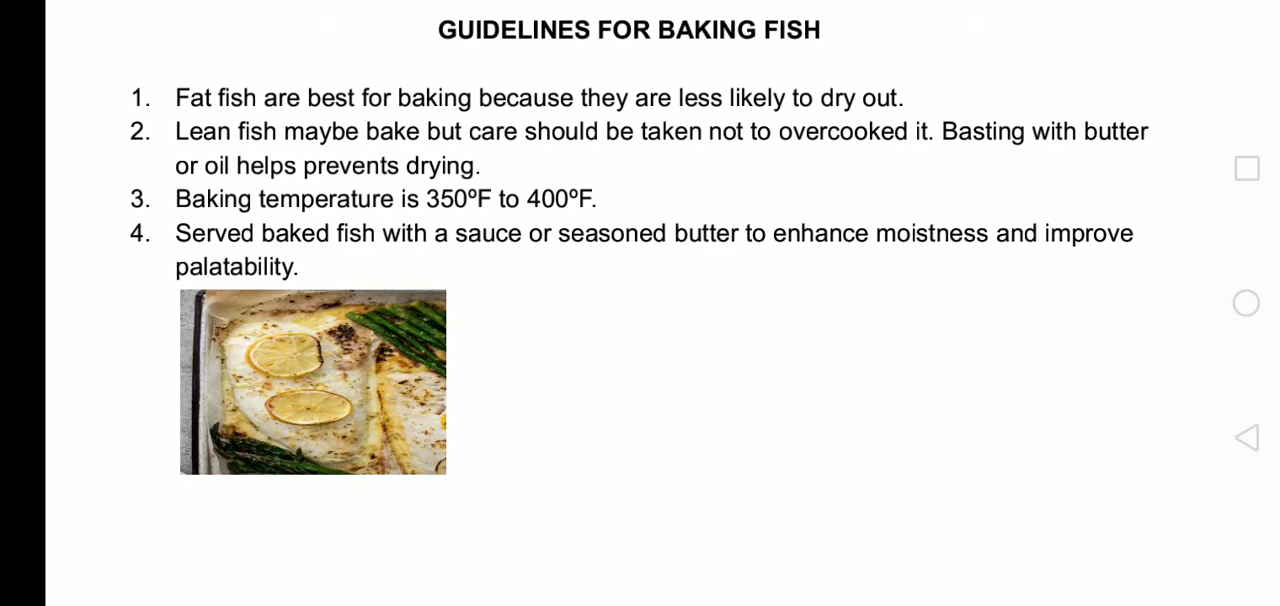 GUIDELINES FOR BAKING FISH
1. Fat fish are best for baking because they are less likely to dry out.
2. Lean fish maybe bake but care should be taken not to overcooked it. Basting with butter
or oil helps prevents drying.
3. Baking temperature is 350ºF to 400ºF.
4. Served baked fish with a sauce or seasoned butter to enhance moistness and improve
palatability.